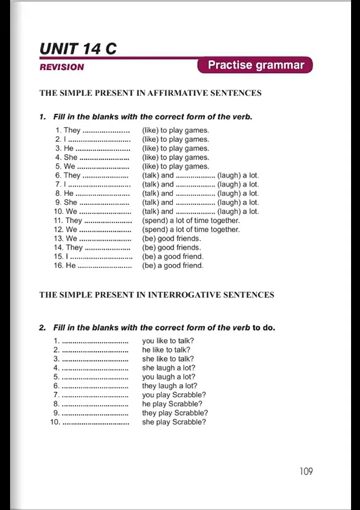 UNIT 14 C
REVISION
Practise grammar
THE SIMPLE PRESENT IN AFFIRMATIVE SENTENCES
1. Fill in the blanks with the correct form of the verb.
1. They ....................... (like) to play games.
2. I .............................. (like) to play games.
3. He .......................... (like) to play games.
4. She ........................ (like) to play games.
5. We ......................... (like) to play games.
6. They ...................... (talk) and ................... (laugh) a lot.
7. I .............................. (talk) and ................... (laugh) a lot.
8. He .......................... (talk) and ................... (laugh) a lot.
9. She ........................ (talk) and ................... (laugh) a lot.
10. We ......................... (talk) and ................... (laugh) a lot.
11. They ....................... (spend) a lot of time together.
12. We ......................... (spend) a lot of time together.
13. We ......................... (be) good friends.
14. They ...................... (be) good friends.
15. I .............................. (be) a good friend.
16. He .......................... (be) a good friend.
THE SIMPLE PRESENT IN INTERROGATIVE SENTENCES
2. Fill in the blanks with the correct form of the verb to do.
1. ................................ you like to talk?
2. ................................ he like to talk?
3. ................................ she like to talk?
4. ................................ she laugh a lot?
5. ................................ you laugh a lot?
6. ................................ they laugh a lot?
7. ................................ you play Scrabble?
8. ................................ he play Scrabble?
9. ................................ they play Scrabble?
10. ................................ she play Scrabble?
109